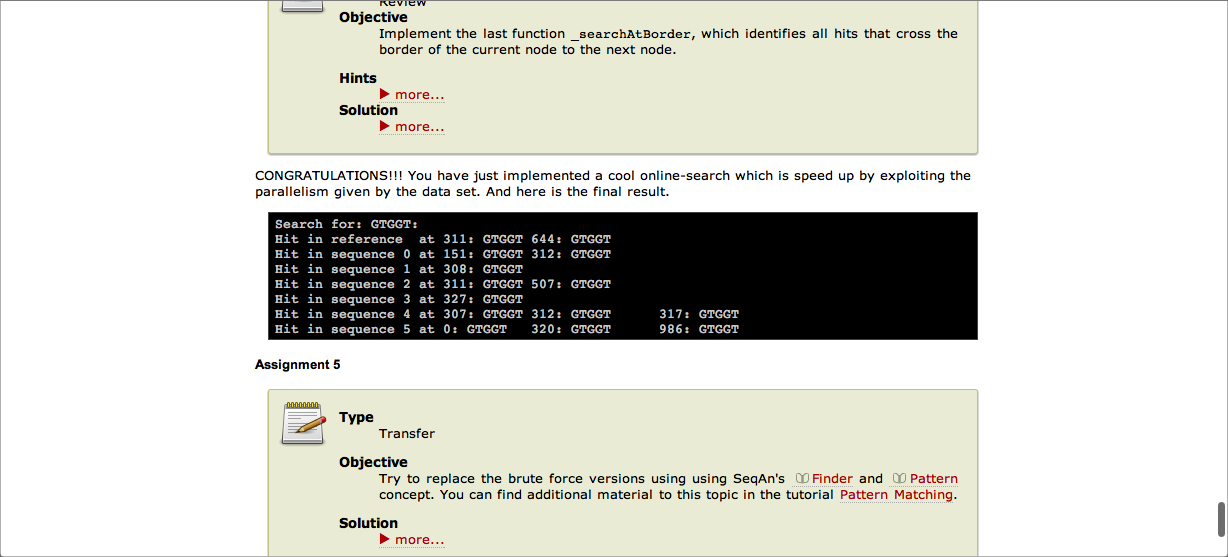 Review
Objective
Implement the last function _searchAtBorder, which identifies all hits that cross the
border of the current node to the next node.
Hints
▶ more...
Solution
▶ more...
CONGRATULATIONS!!! You have just implemented a cool online-search which is speed up by exploiting the
parallelism given by the data set. And here is the final result.
Search for: GTGGT:
Hit in reference  at 311: GTGGT 644: GTGGT
Hit in sequence 0 at 151: GTGGT 312: GTGGT
Hit in sequence 1 at 308: GTGGT
Hit in sequence 2 at 311: GTGGT 507: GTGGT
Hit in sequence 3 at 327: GTGGT
Hit in sequence 4 at 307: GTGGT 312: GTGGT      317: GTGGT
Hit in sequence 5 at 0: GTGGT   320: GTGGT      986: GTGGT
Assignment 5
Type
Transfer
Objective
Try to replace the brute force versions using using SeqAn's Finder and Pattern
concept. You can find additional material to this topic in the tutorial Pattern Matching.
Solution
▶ more...